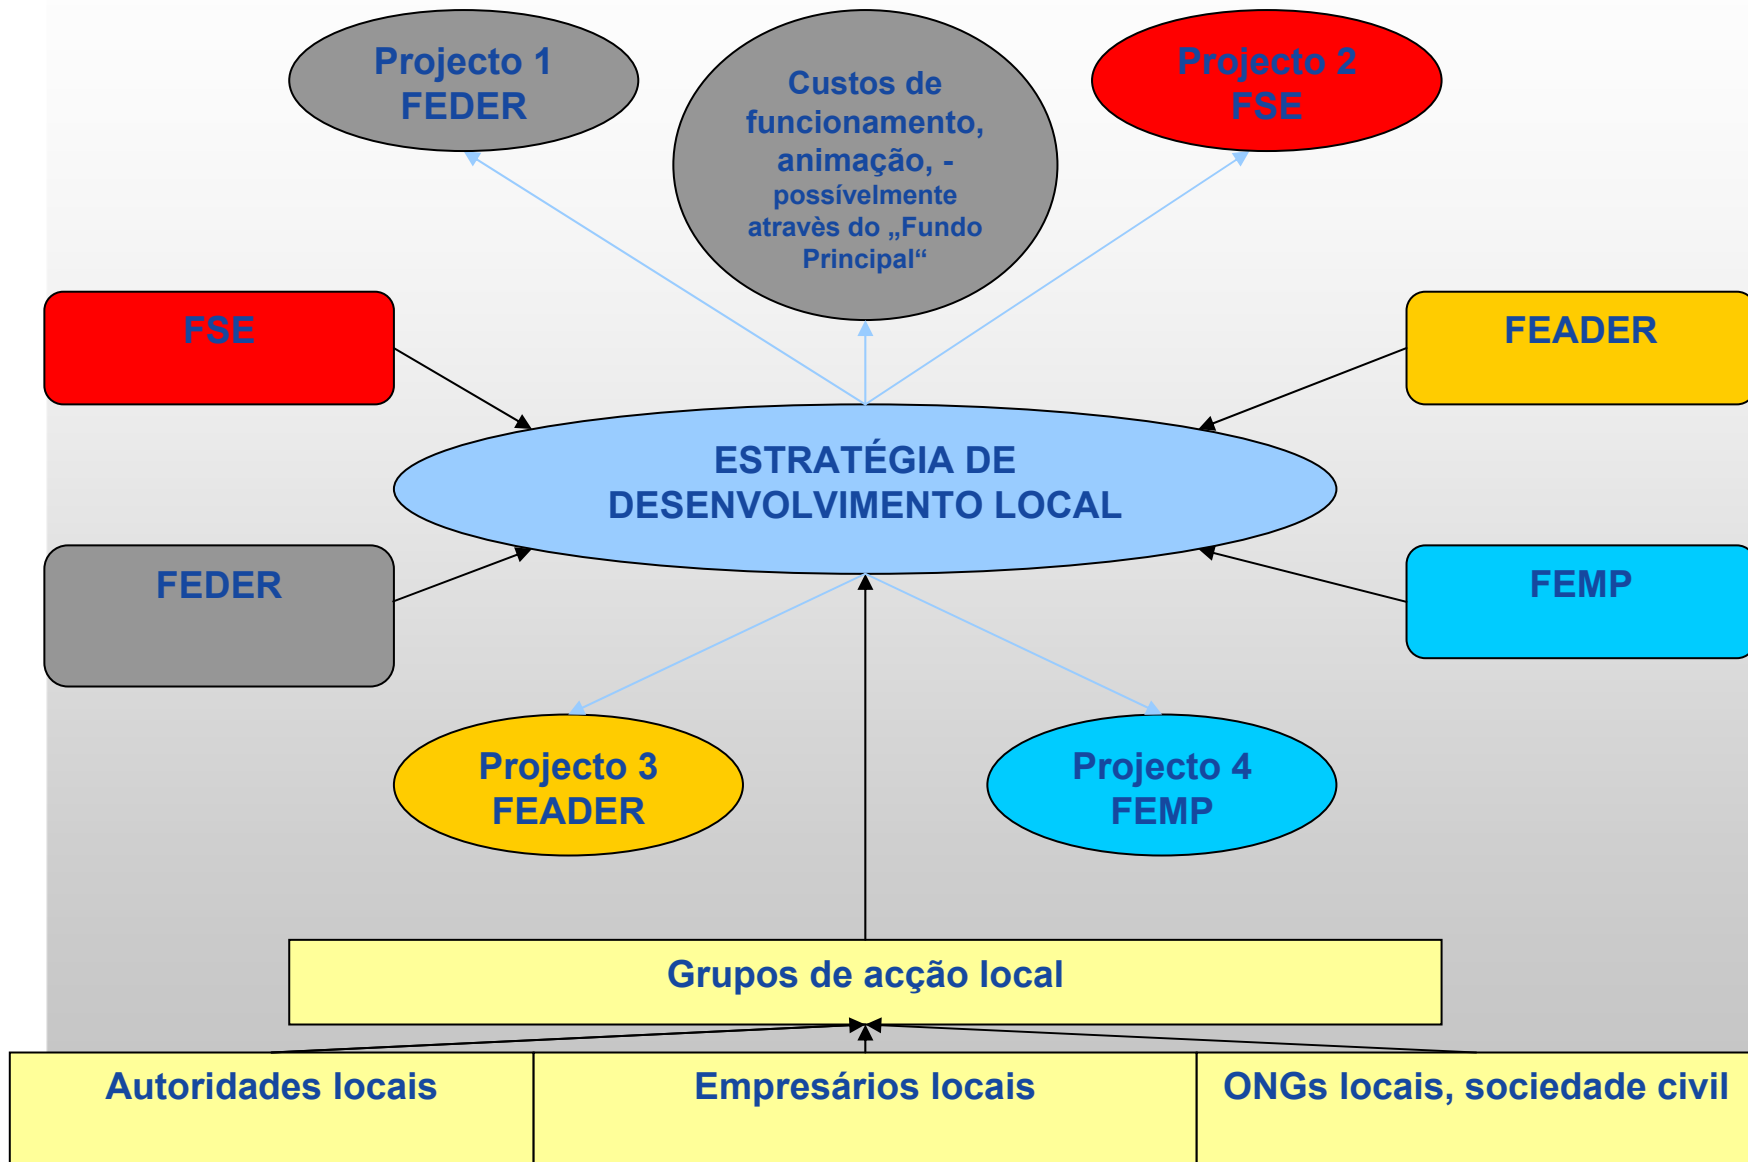 Projecto 1
FEDER
Custos de
funcionamento,
animação, -
possívelmente
atravès do „Fundo
Principal“
Projecto 2
FSE
FSE
FEADER
ESTRATÉGIA DE
DESENVOLVIMENTO LOCAL
FEDER
FEMP
Projecto 3
FEADER
Projecto 4
FEMP
Grupos de acção local
Autoridades locais
Empresários locais
ONGs locais, sociedade civil